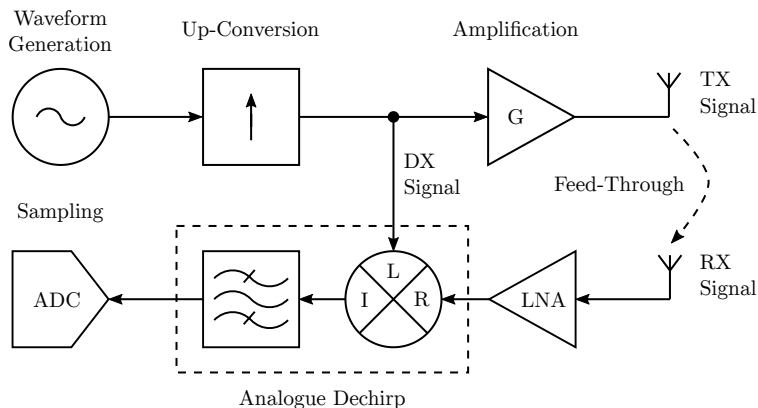 Waveform
Generation
Up-Conversion
Amplification
G
TX
Signal
DX
Signal
Feed-Through
Sampling
ADC
L
I
R
LNA
RX
Signal
Analogue Dechirp